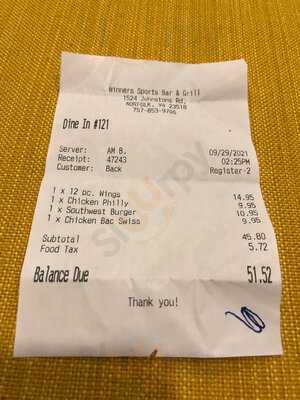 Winners Sports Bar & Grill
1524 Johnstons Rd,
NORFOLK, VA 23518
757-853-9766
Dine In #121
Server: AM B. 09/29/2021
Receipt: 47243 02:25PM
Customer: Back Register-2
1 x 12 pc. Wings 14.95
1 x Chicken Philly 9.95
1 x Southwest Burger 10.95
1 x Chicken Bac Swiss 9.95
Subtotal 45.80
Food Tax 5.72
Balance Due 51.52
Thank you!